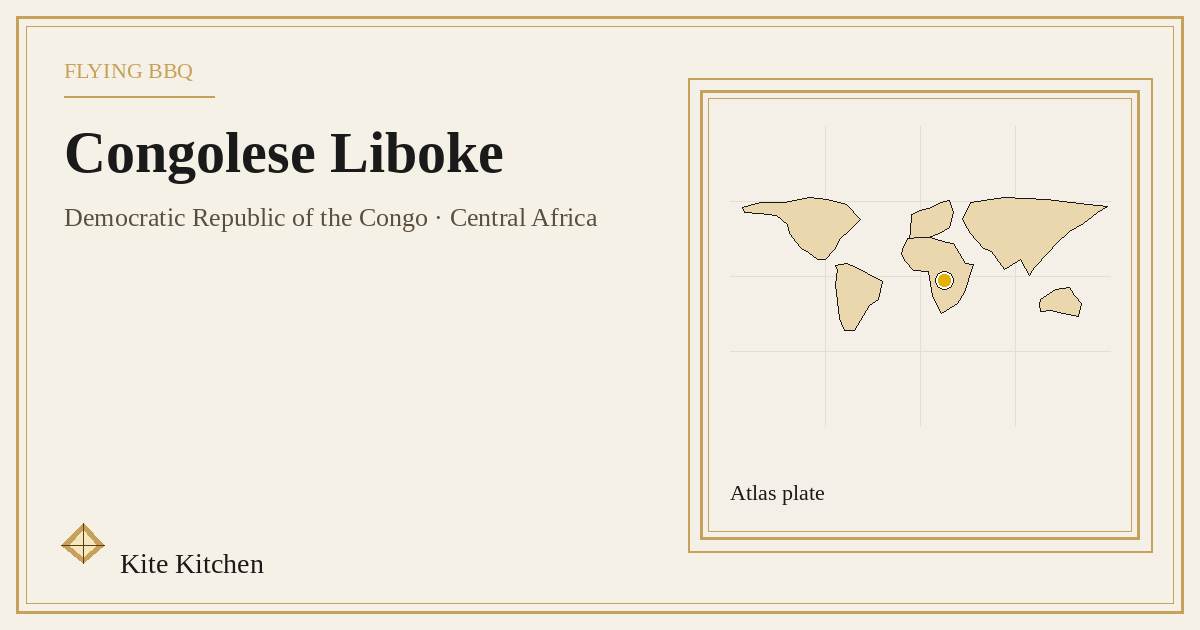 FLYING BBQ
Congolese Liboke
Democratic Republic of the Congo · Central Africa
Atlas plate
Kite Kitchen